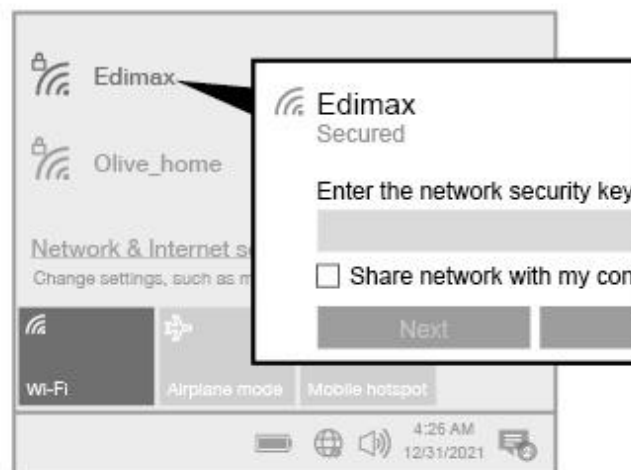 Edimax
Edimax
Secured
Olive_home
Enter the network security key
Network & Internet s
Change settings, such as m
Share network with my con
Next
Wi-Fi
Airplane mode
Mobile hotspot
4:26 AM
12/31/2021